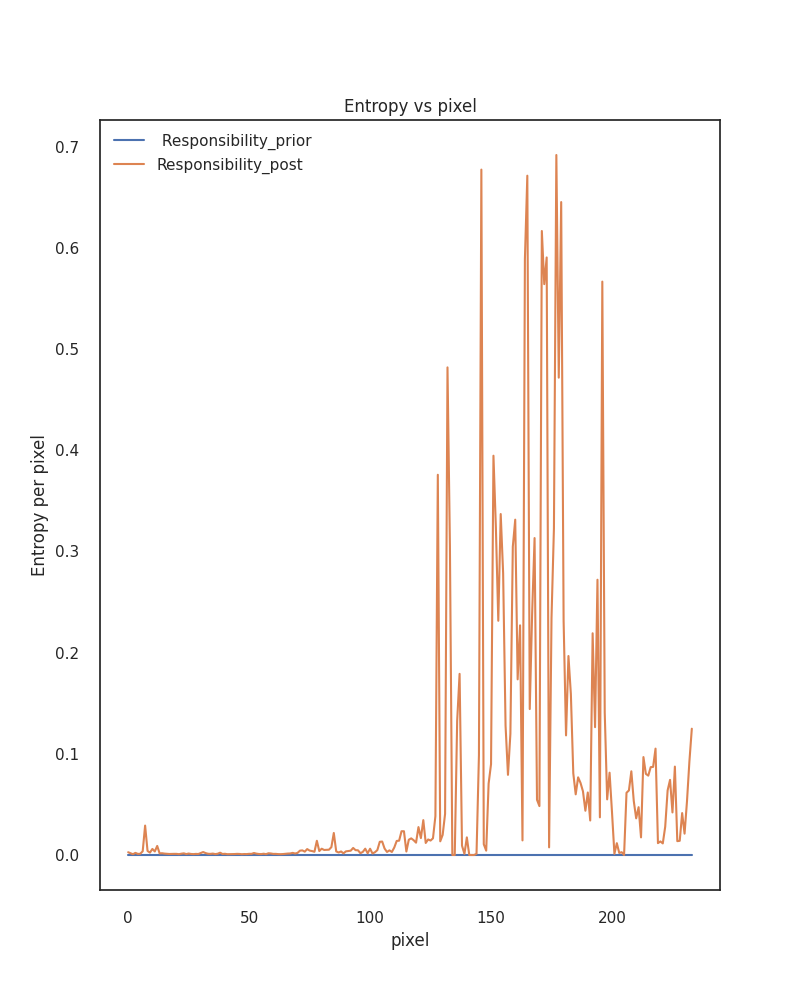 Entropy vs pixel
Responsibility_prior
Responsibility_post
0.7
0.6
0.5
0.4
0.3
0.2
0.1
0.0
Entropy per pixel
0 50 100 150 200
pixel